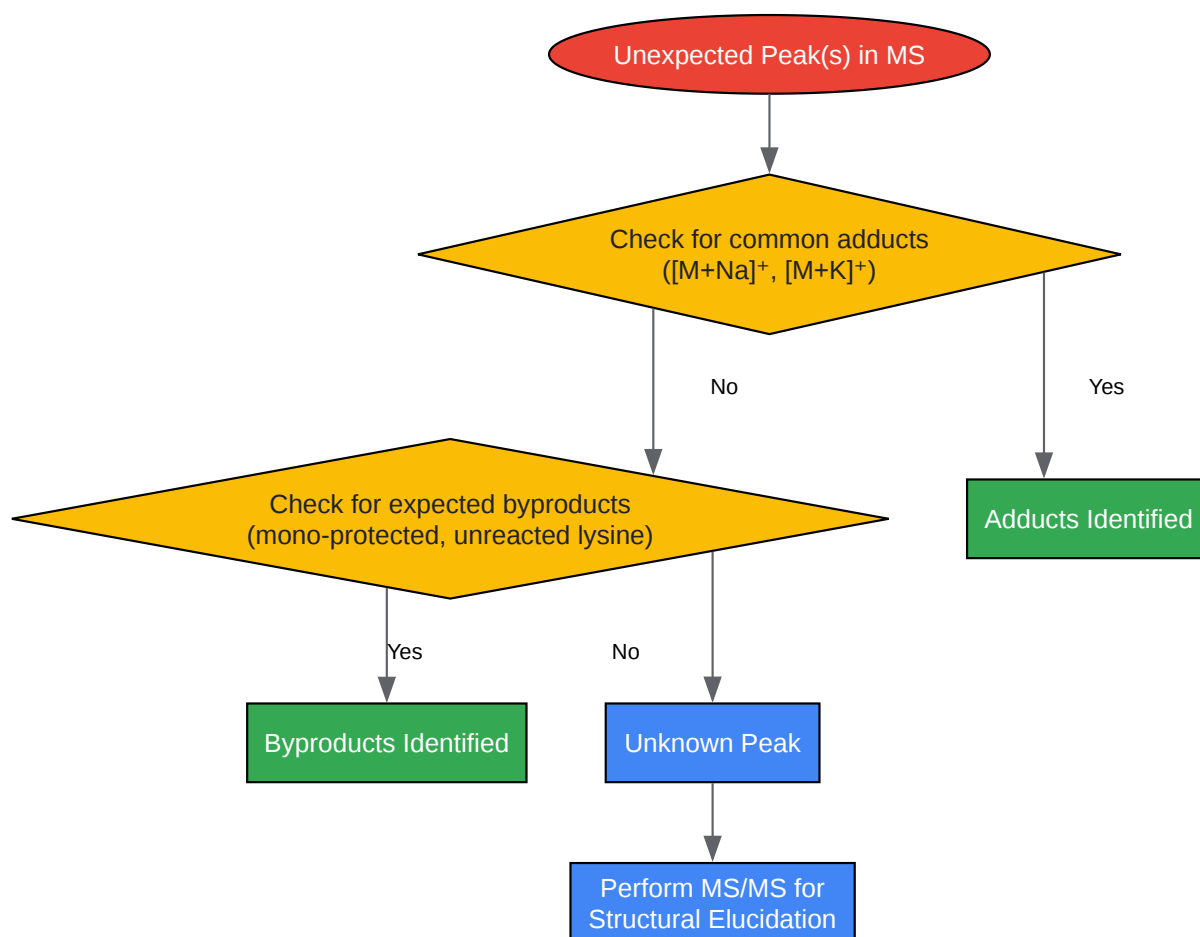 Unexpected Peak(s) in MS
Check for common adducts
([M+Na]⁺, [M+K]⁺)
No
Yes
Check for expected byproducts
(mono-protected, unreacted lysine)
Adducts Identified
Yes
No
Byproducts Identified
Unknown Peak
Perform MS/MS for
Structural Elucidation